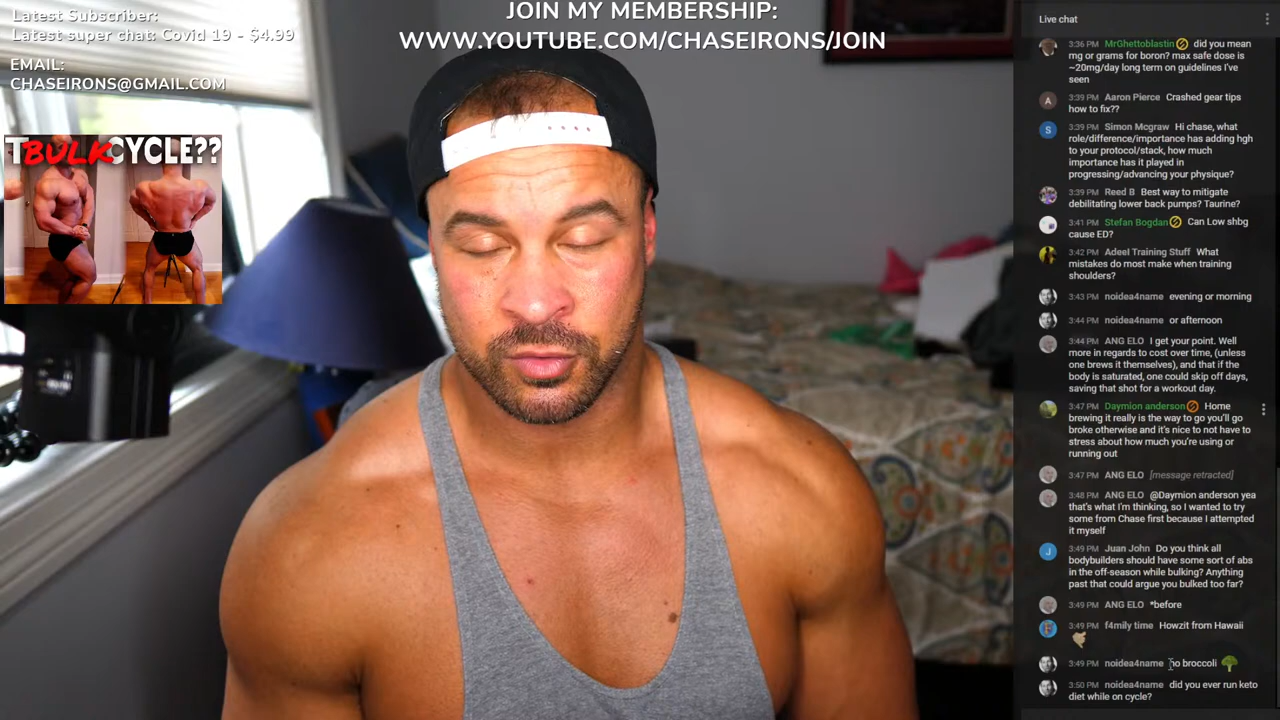 Latest Subscriber:
Latest super chat: Covid 19 - $4.99
EMAIL:
CHASEIRONS@GMAIL.COM
JOIN MY MEMBERSHIP:
WWW.YOUTUBE.COM/CHASEIRONS/JOIN
BULK CYCLE??
Live chat
3:36 PM MrGhettoblastin did you mean
mg or grams for boron? max safe dose is
~20mg/day long term on guidelines I've
seen
A
3:39 PM Aaron Pierce Crashed gear tips
how to fix??
S
3:39 PM Simon Mcgraw Hi chase, what
role/difference/importance has adding hgh
to your protocol/stack, how much
importance has it played in
progressing/advancing your physique?
3:39 PM Reed B Best way to mitigate
debilitating lower back pumps? Taurine?
3:41 PM Stefan Bogdan Can Low shbg
cause ED?
3:42 PM Adeel Training Stuff What
mistakes do most make when training
shoulders?
3:43 PM noidea4name evening or morning
3:44 PM noidea4name or afternoon
3:44 PM ANG ELO I get your point. Well
more in regards to cost over time, (unless
one brews it themselves), and that if the
body is saturated, one could skip off days,
saving that shot for a workout day.
3:47 PM Daymion anderson Home
brewing it really is the way to go you'll go
broke otherwise and it's nice to not have to
stress about how much you're using or
running out
3:47 PM ANG ELO [message retracted]
3:48 PM ANG ELO @Daymion anderson yea
that's what I'm thinking, so I wanted to try
some from Chase first because I attempted
it myself
J
3:49 PM Juan John Do you think all
bodybuilders should have some sort of abs
in the off-season while bulking? Anything
past that could argue you bulked too far?
3:49 PM ANG ELO *before
3:49 PM f4mily time Howzit from Hawaii
3:49 PM noidea4name no broccoli
3:50 PM noidea4name did you ever run keto
diet while on cycle?